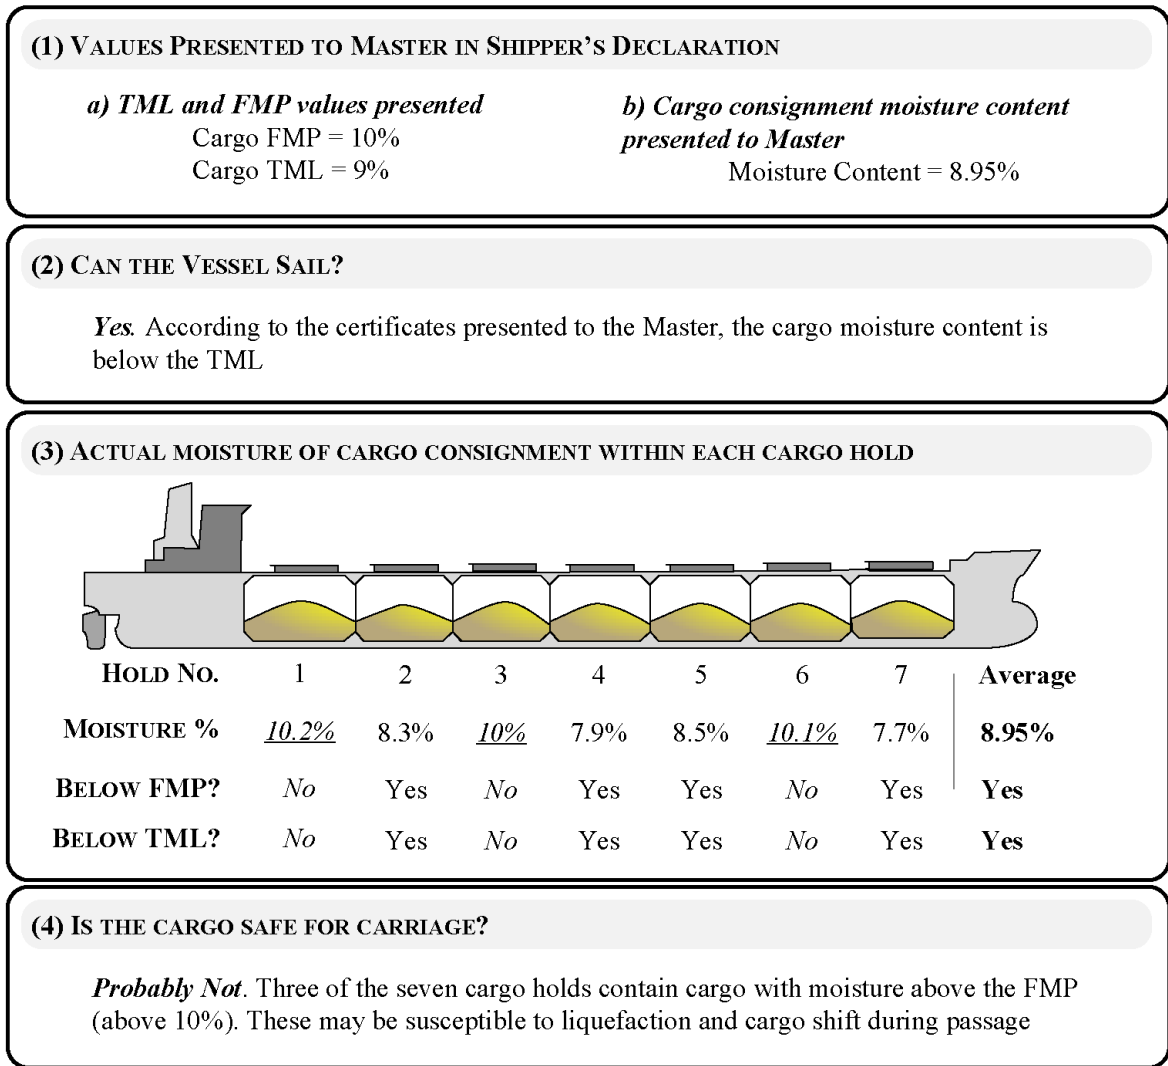 (1) VALUES PRESENTED TO MASTER IN SHIPPER'S DECLARATION
a) TML and FMP values presented
Cargo FMP = 10%
Cargo TML = 9%
b) Cargo consignment moisture content
presented to Master
Moisture Content = 8.95%
(2) CAN THE VESSEL SAIL?
Yes. According to the certificates presented to the Master, the cargo moisture content is
below the TML
(3) ACTUAL MOISTURE OF CARGO CONSIGNMENT WITHIN EACH CARGO HOLD
HOLD NO. 1 2 3 4 5 6 7 Average
MOISTURE % 10.2% 8.3% 10% 7.9% 8.5% 10.1% 7.7% 8.95%
BELOW FMP? No Yes No Yes Yes No Yes Yes
BELOW TML? No Yes No Yes Yes No Yes Yes
(4) IS THE CARGO SAFE FOR CARRIAGE?
Probably Not. Three of the seven cargo holds contain cargo with moisture above the FMP
(above 10%). These may be susceptible to liquefaction and cargo shift during passage